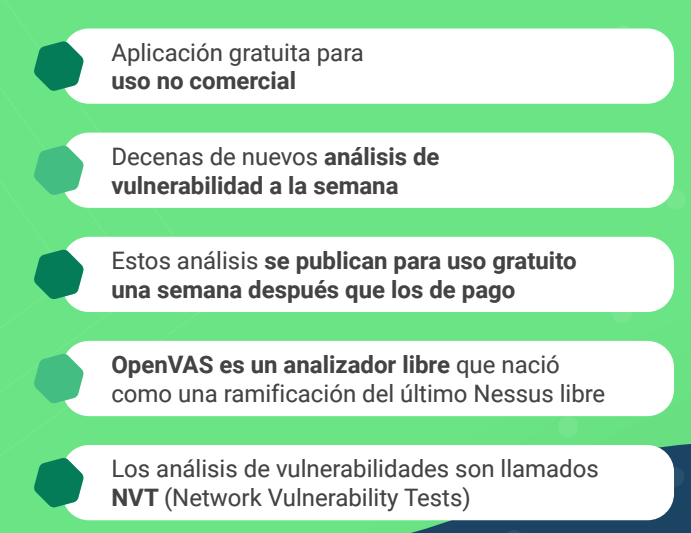 Aplicación gratuita para
uso no comercial
Decenas de nuevos análisis de
vulnerabilidad a la semana
Estos análisis se publican para uso gratuito
una semana después que los de pago
OpenVAS es un analizador libre que nació
como una ramificación del último Nessus libre
Los análisis de vulnerabilidades son llamados
NVT (Network Vulnerability Tests)